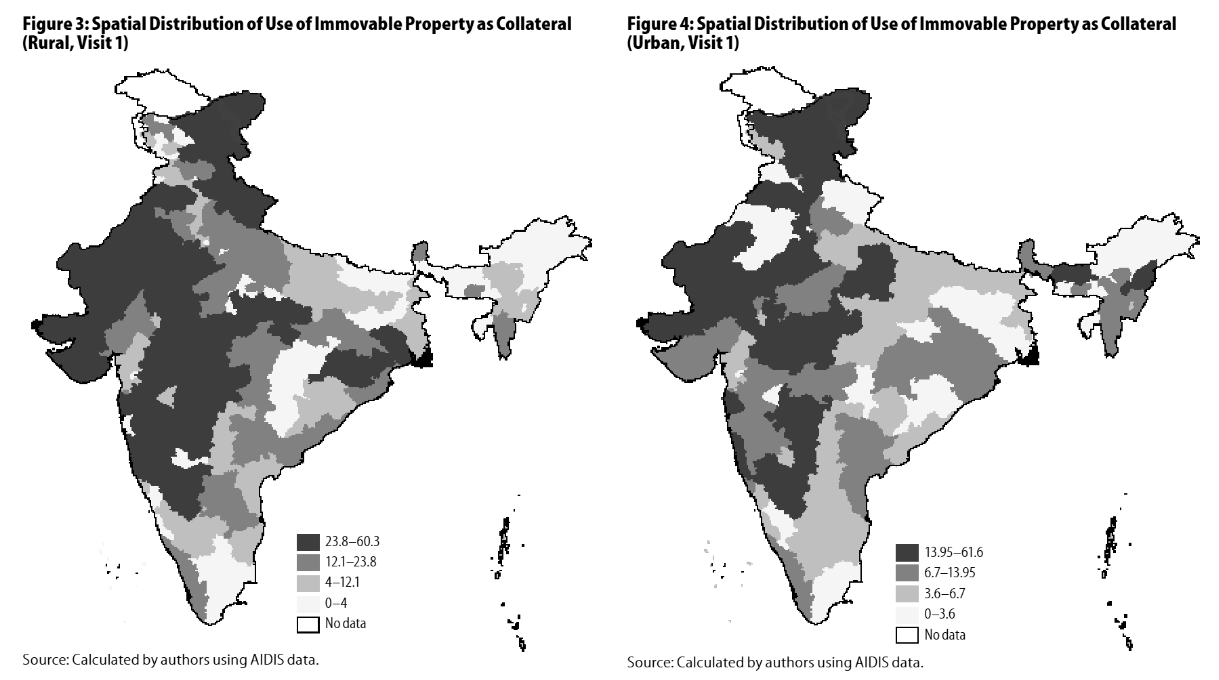 Figure 3: Spatial Distribution of Use of Immovable Property as Collateral
(Rural, Visit 1)
23.8–60.3
12.1–23.8
4–12.1
0–4
No data
Source: Calculated by authors using AIDIS data.
Figure 4: Spatial Distribution of Use of Immovable Property as Collateral
(Urban, Visit 1)
13.95–61.6
6.7–13.95
3.6–6.7
0–3.6
No data
Source: Calculated by authors using AIDIS data.